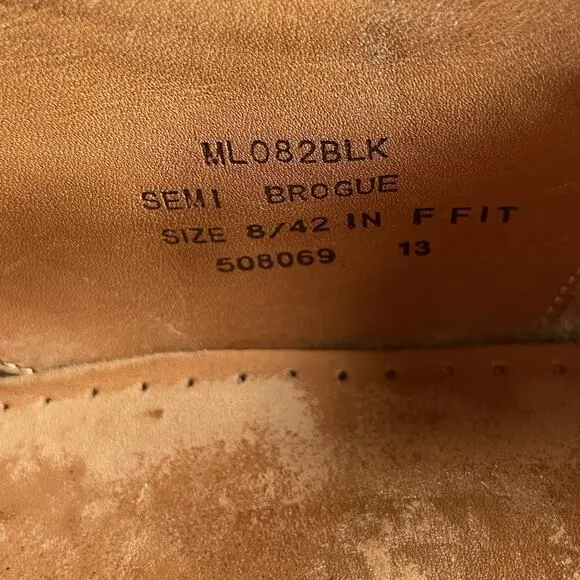 ML082BLK
SEMI BROGUE
SIZE 8/42 IN F FIT
508069 13